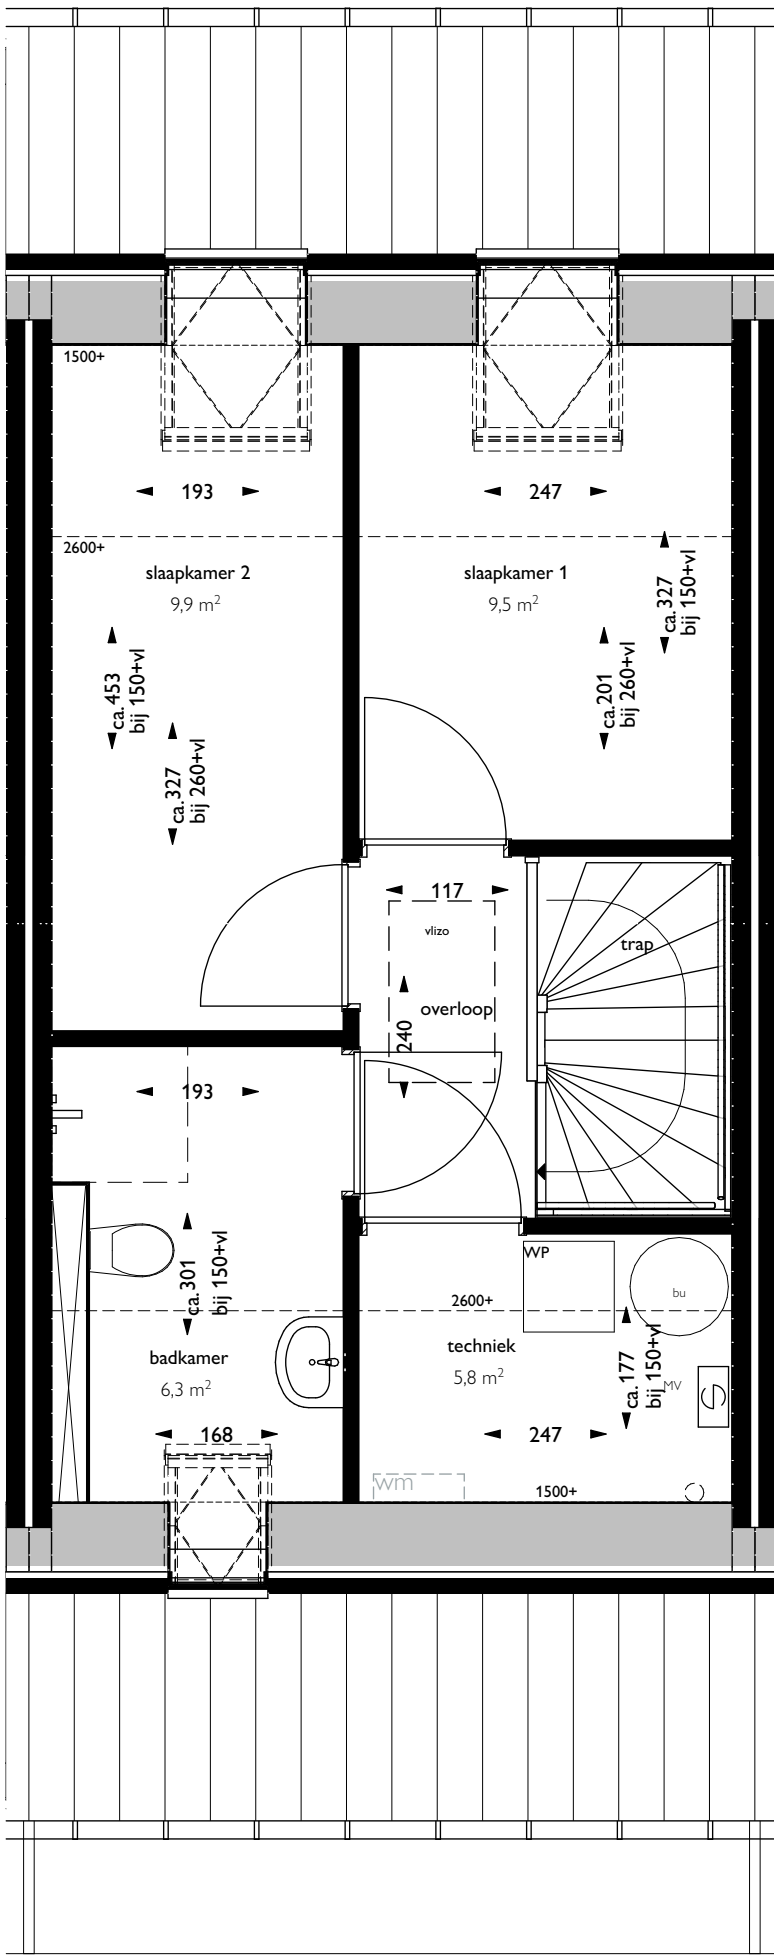 1500+
193
247
2600+
slaapkamer 2
9,9 m²
slaapkamer 1
9,5 m²
ca. 327
bij 150+vl
ca. 453
bij 150+vl
ca. 201
bij 260+vl
ca. 327
bij 260+vl
117
vlizo
trap
overloop
240
193
ca. 301
bij 150+vl
WP
bu
2600+
techniek
5,8 m²
badkamer
6,3 m²
ca. 177
bij 150+vl
MV
168
247
wm
1500+